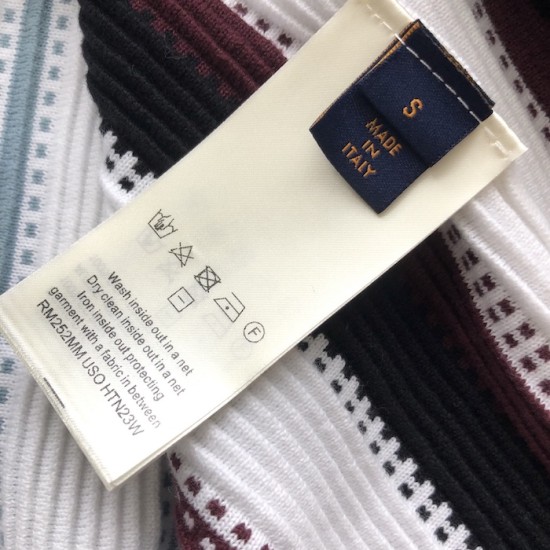 S
MADE
IN
ITALY
F
Wash inside out in a net
Dry clean inside out in a net
Iron inside out protecting
garment with a fabric in between
RM252MM USO HTN23W